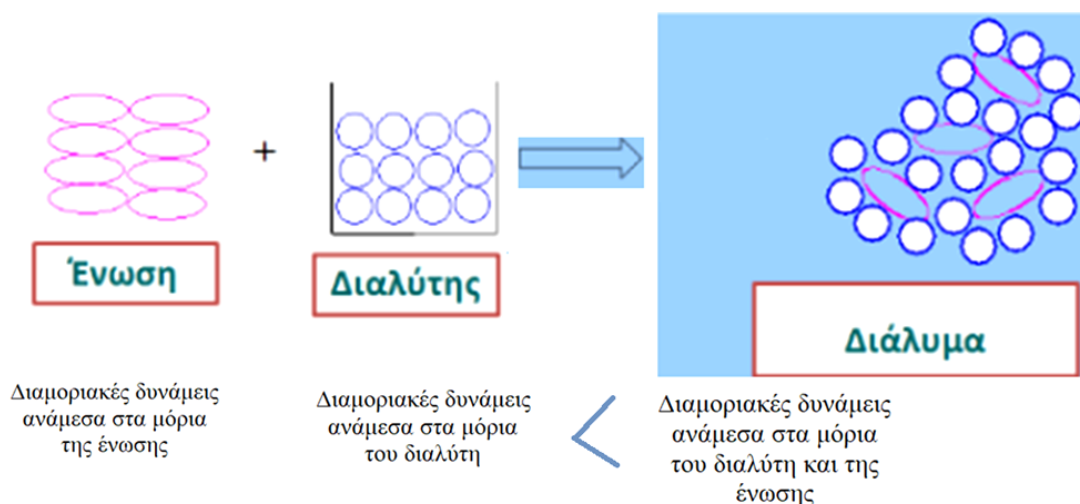 +
Ένωση
Διαλύτης
Διάλυμα
Διαμοριακές δυνάμεις
ανάμεσα στα μόρια
της ένωσης
Διαμοριακές δυνάμεις
ανάμεσα στα μόρια
του διαλύτη
<
Διαμοριακές δυνάμεις
ανάμεσα στα μόρια
του διαλύτη και της
ένωσης